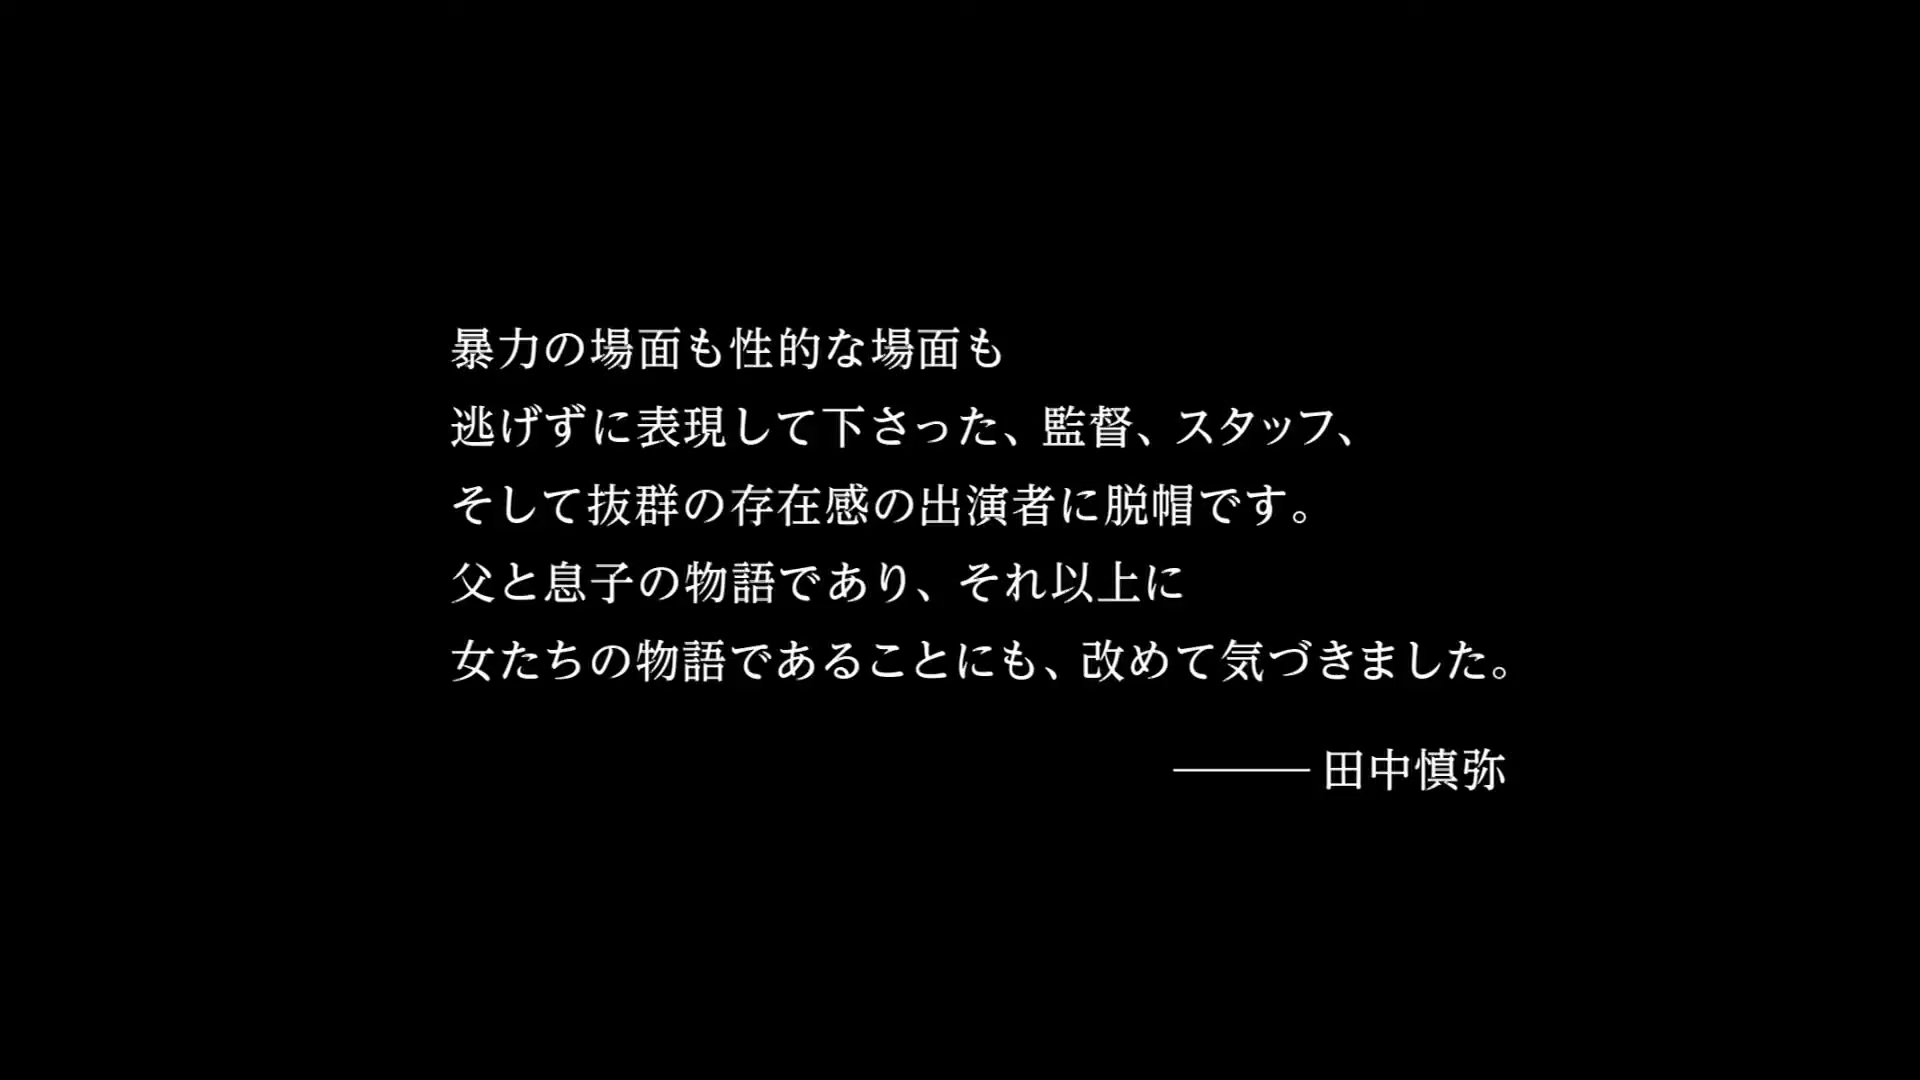 暴力の場面も性的な場面も
逃げずに表現して下さった、監督、スタッフ、
そして抜群の存在感の出演者に脱帽です。
父と息子の物語であり、それ以上に
女たちの物語であることにも、改めて気づきました。
——— 田中慎弥